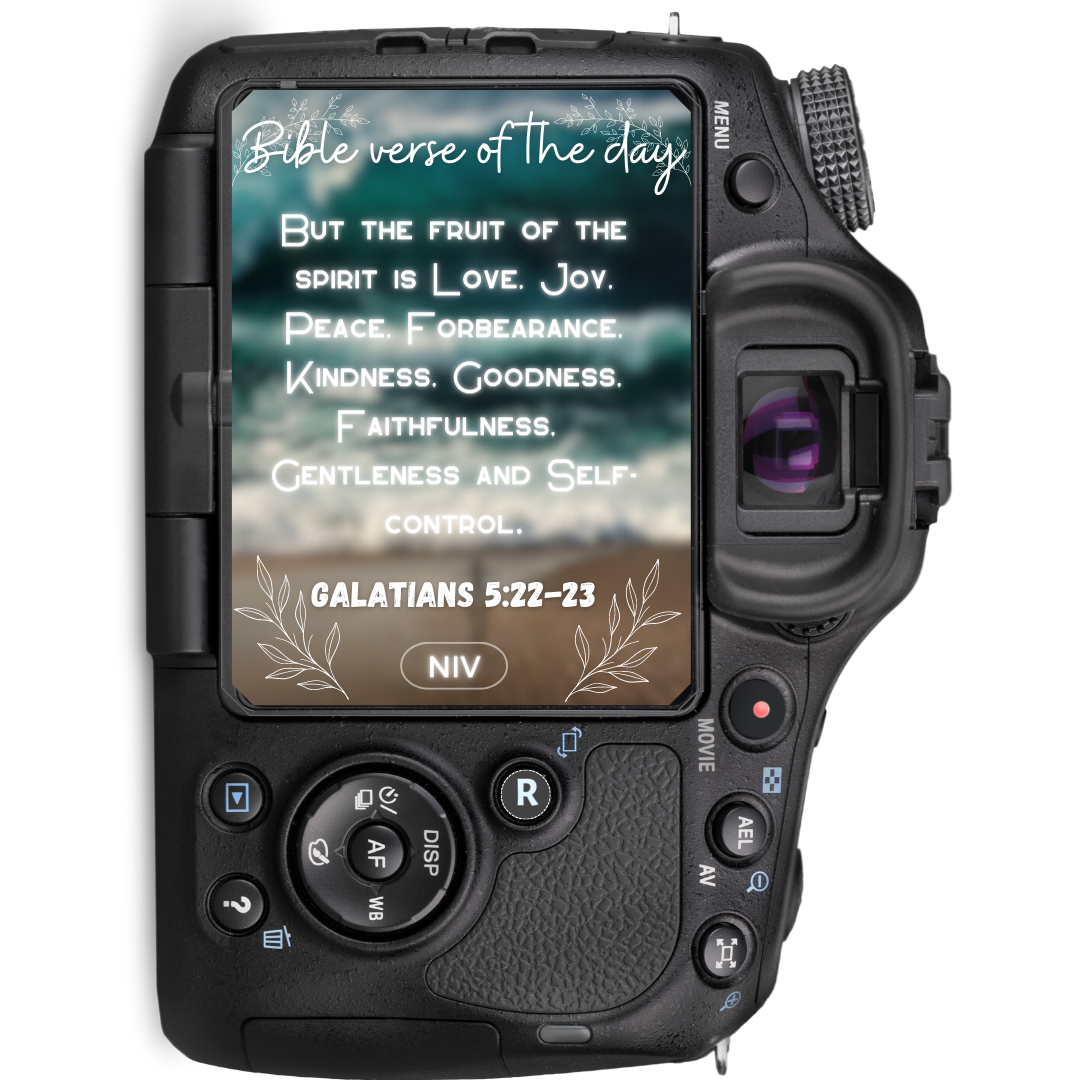 Bible verse of the day
But the fruit of the
spirit is Love, Joy,
Peace, Forbearance,
Kindness, Goodness,
Faithfulness,
Gentleness and Self-
control.
GALATIANS 5:22-23
NIV
MENU
MOVIE
R
AEL
AV
DISP
AF
WB
?